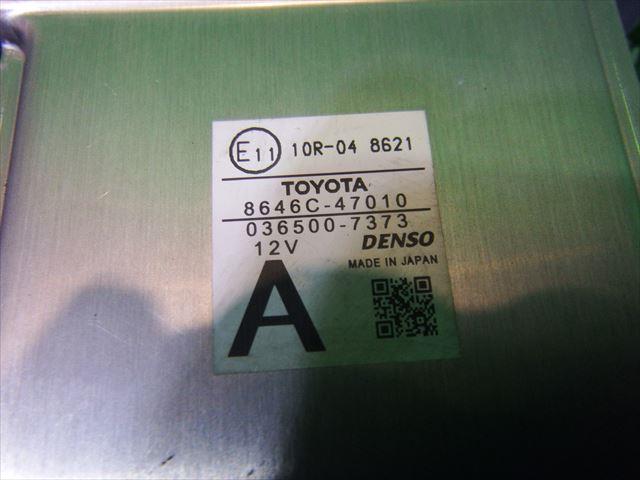 E11 10R-04 8621
TOYOTA
8646C-47010
036500-7373
12V DENSO
MADE IN JAPAN
A